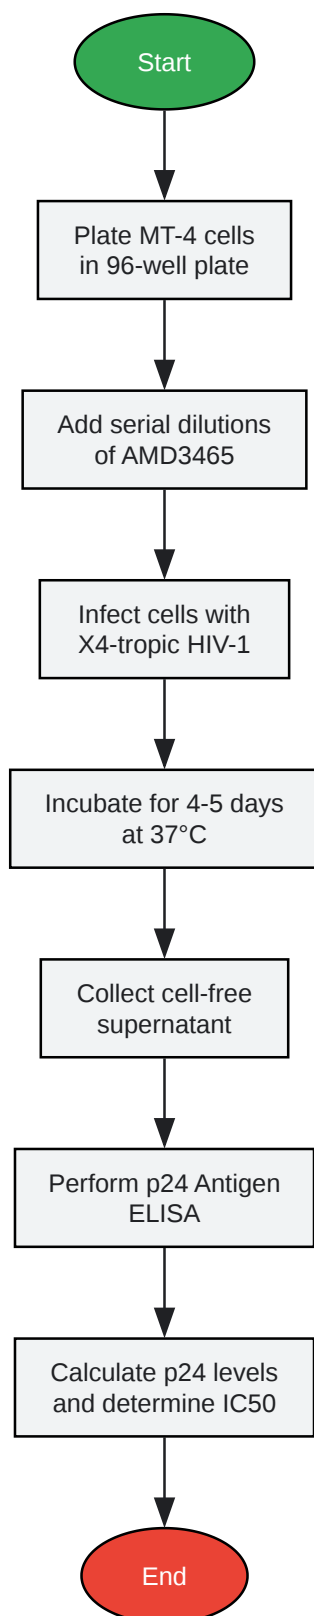 Start
Plate MT-4 cells
in 96-well plate
Add serial dilutions
of AMD3465
Infect cells with
X4-tropic HIV-1
Incubate for 4-5 days
at 37°C
Collect cell-free
supernatant
Perform p24 Antigen
ELISA
Calculate p24 levels
and determine IC50
End